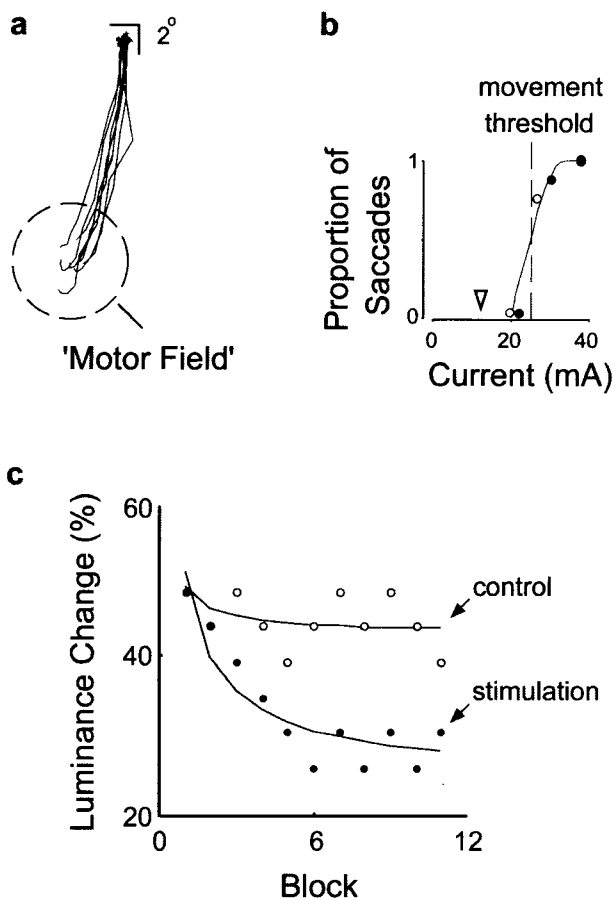 a
2°
'Motor Field'
b
movement
threshold
Proportion of
Saccades
1
0
0
20
40
Current (mA)
c
Luminance Change (%)
60
40
20
control
stimulation
0
6
12
Block